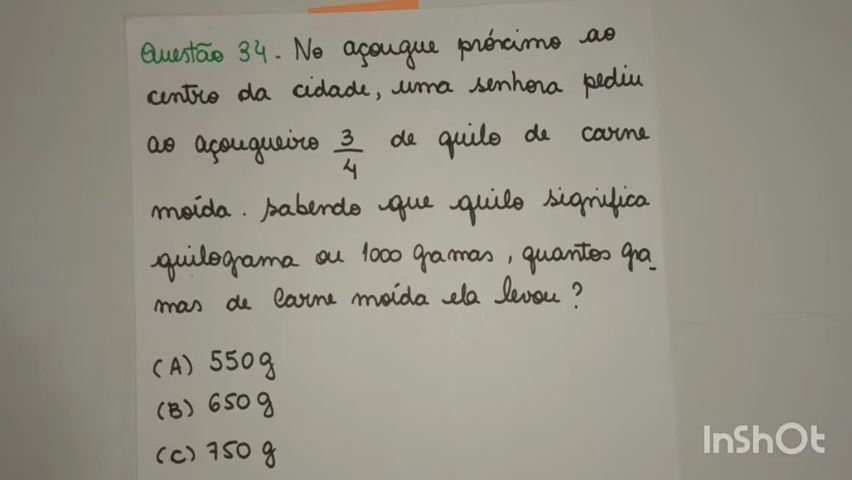 Questão 34. No açougue próximo ao
centro da cidade, uma senhora pediu
ao açougueiro 3/4 de quilo de carne
moída. Sabendo que quilo significa
quilograma ou 1000 gamas, quantos gra_
mas de carne moída ela levou?
(A) 550g
(B) 650g
(C) 750g
InShOt